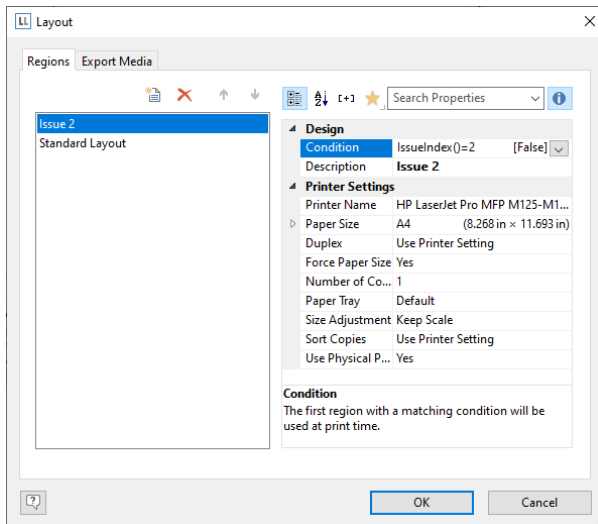 LL Layout
Regions Export Media
Search Properties
Issue 2
Standard Layout
Design
Condition IssueIndex()=2 [False]
Description Issue 2
Printer Settings
Printer Name HP LaserJet Pro MFP M125-M1...
Paper Size A4 (8.268 in × 11.693 in)
Duplex Use Printer Setting
Force Paper Size Yes
Number of Co... 1
Paper Tray Default
Size Adjustment Keep Scale
Sort Copies Use Printer Setting
Use Physical P... Yes
Condition
The first region with a matching condition will be
used at print time.
OK Cancel